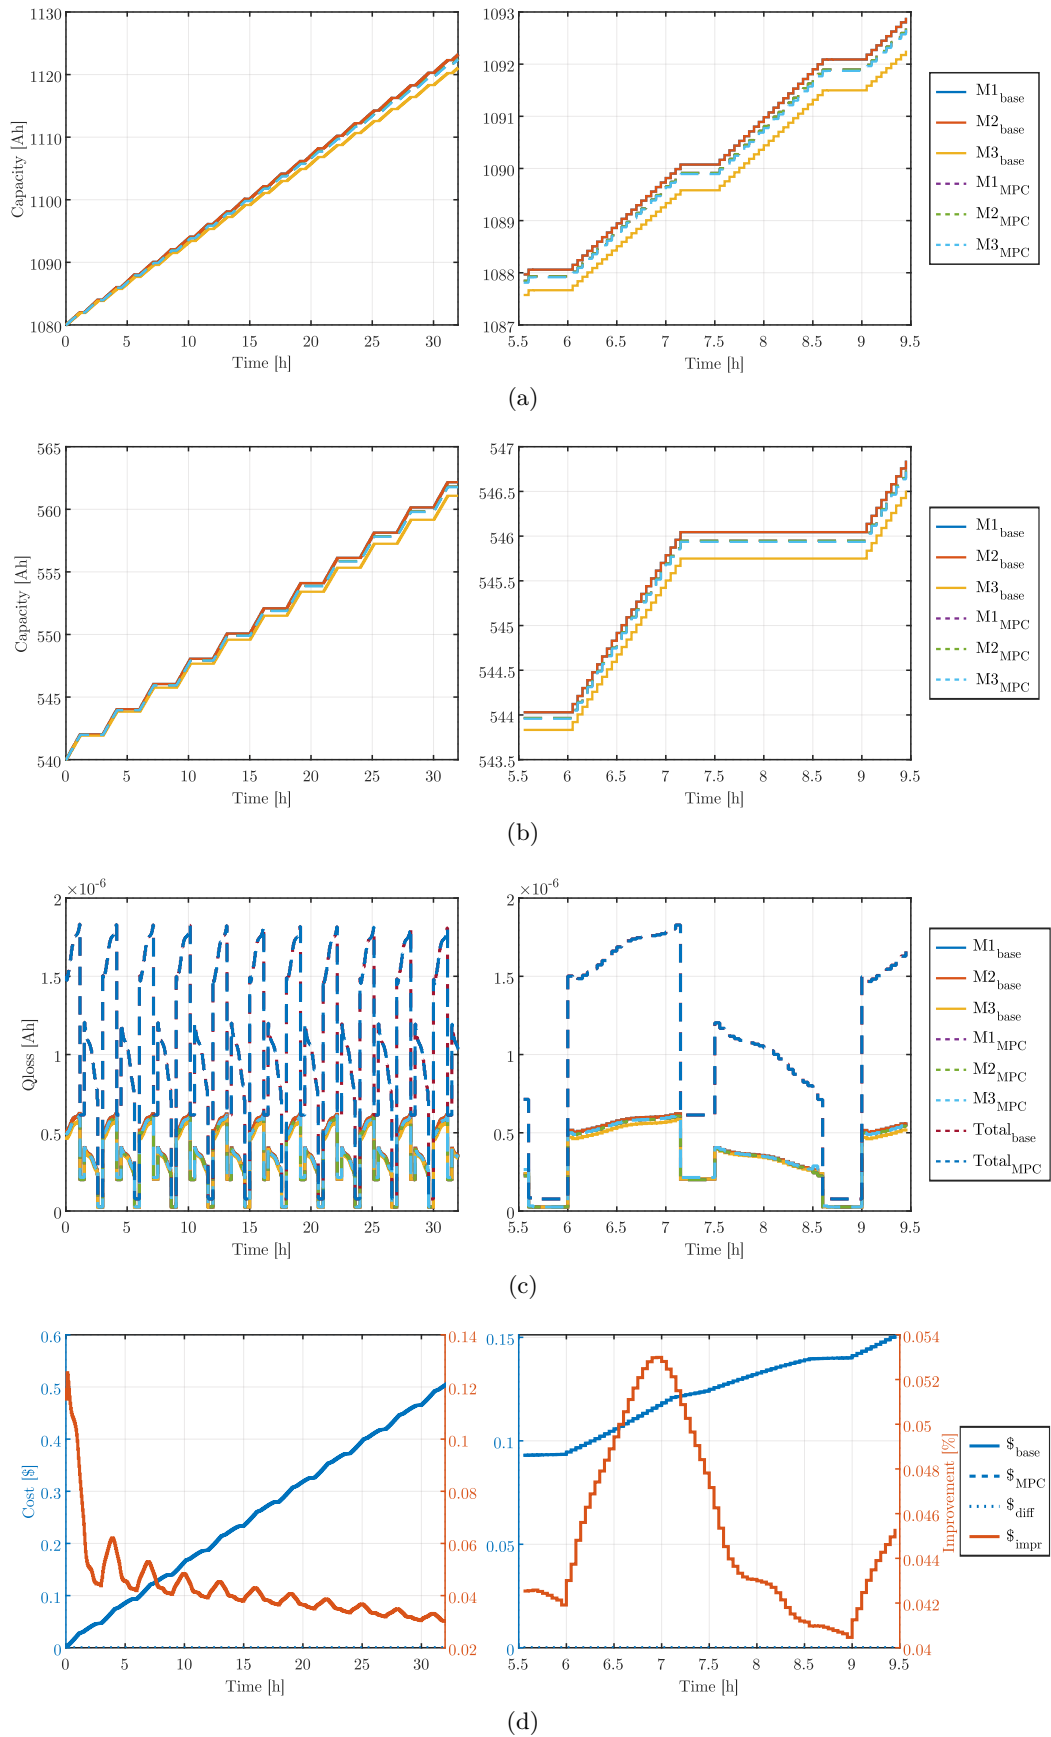 1130
1120
1110
1100
1090
1080
Capacity [Ah]
0 5 10 15 20 25 30
Time [h]
1093
1092
1091
1090
1089
1088
1087
5.5 6 6.5 7 7.5 8 8.5 9 9.5
Time [h]
M1base
M2base
M3base
M1MPC
M2MPC
M3MPC
(a)
565
560
555
550
545
540
Capacity [Ah]
0 5 10 15 20 25 30
Time [h]
547
546.5
546
545.5
545
544.5
544
543.5
5.5 6 6.5 7 7.5 8 8.5 9 9.5
Time [h]
M1base
M2base
M3base
M1MPC
M2MPC
M3MPC
(b)
×10-6
2
1.5
1
0.5
0
Qloss [Ah]
0 5 10 15 20 25 30
Time [h]
×10-6
2
1.5
1
0.5
0
5.5 6 6.5 7 7.5 8 8.5 9 9.5
Time [h]
M1base
M2base
M3base
M1MPC
M2MPC
M3MPC
Totalbase
TotalMPC
(c)
0.6
0.5
0.4
0.3
0.2
0.1
0
Cost [$]
0.14
0.12
0.1
0.08
0.06
0.04
0.02
0 5 10 15 20 25 30
Time [h]
0.15
0.1
0.05
0
0.054
0.052
0.05
0.048
0.046
0.044
0.042
0.04
Improvement [%]
5.5 6 6.5 7 7.5 8 8.5 9 9.5
Time [h]
$base
$MPC
$diff
$impr
(d)